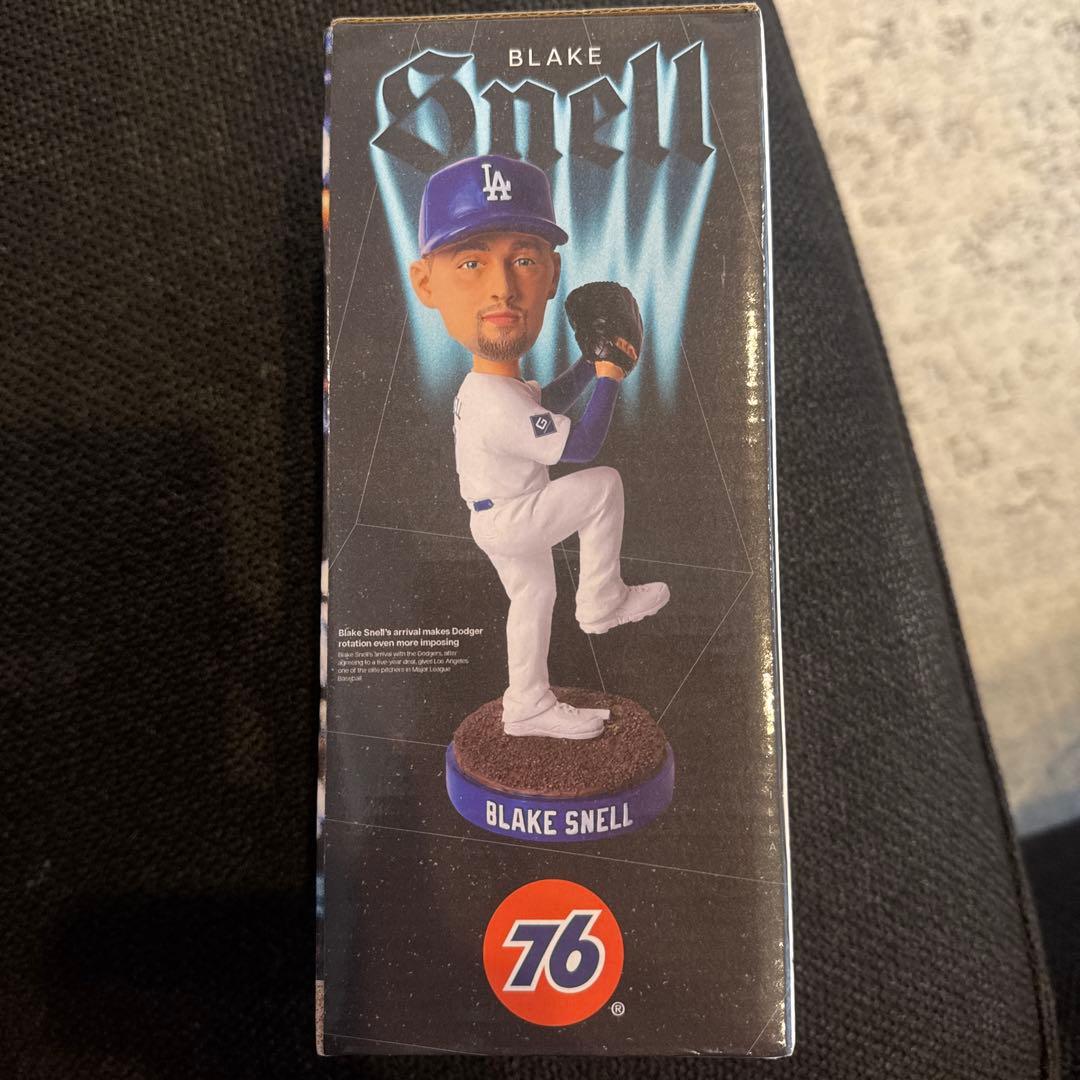 BLAKE
Snell
LA
Blake Snell's arrival makes Dodger
rotation even more imposing
Blake Snell's arrival with the Dodgers, after
agreeing to a five-year deal, gives Los Angeles
one of the elite pitchers in Major League
Baseball.
BLAKE SNELL
76
®